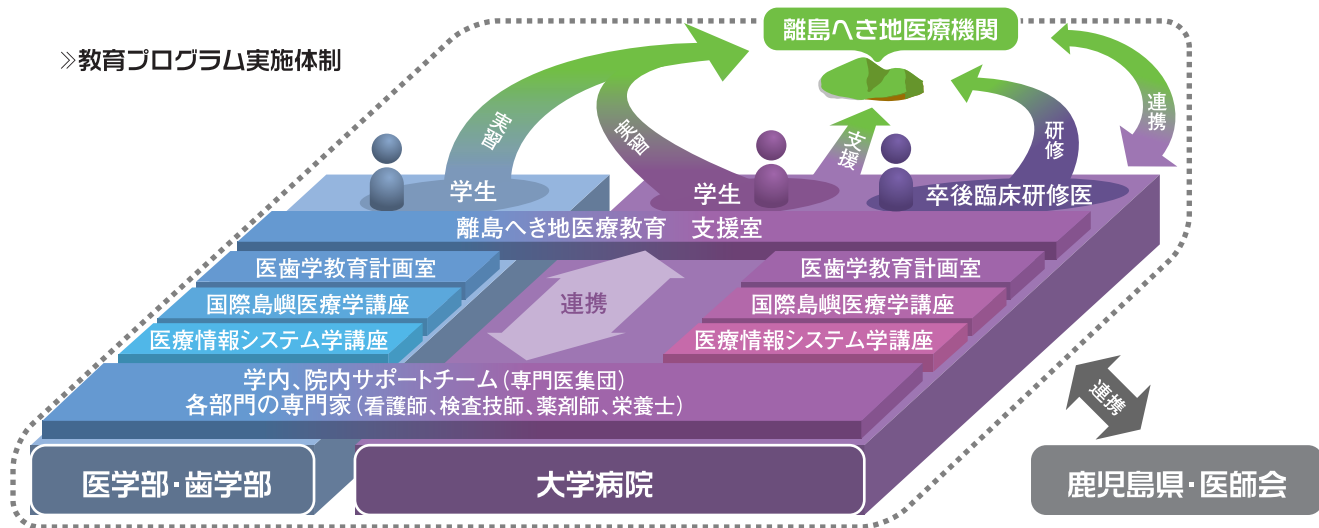 ≫教育プログラム実施体制
離島へき地医療機関
実習
実習
支援
研修
連携
学生
学生
卒後臨床研修医
離島へき地医療教育　支援室
医歯学教育計画室
医歯学教育計画室
国際島嶼医療学講座
国際島嶼医療学講座
連携
医療情報システム学講座
医療情報システム学講座
学内、院内サポートチーム(専門医集団)
各部門の専門家(看護師、検査技師、薬剤師、栄養士)
連携
医学部・歯学部
大学病院
鹿児島県・医師会